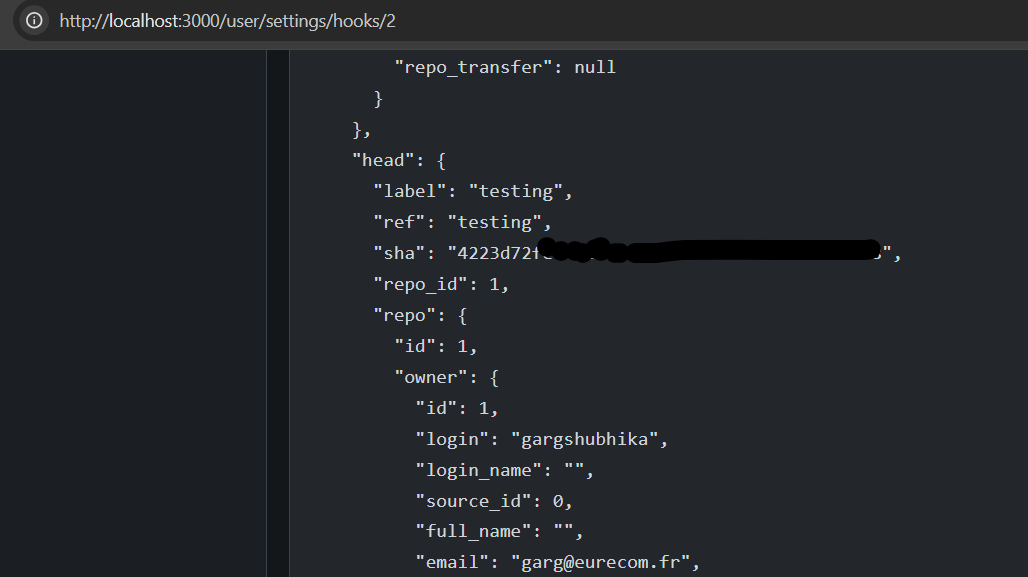 http://localhost:3000/user/settings/hooks/2
"repo_transfer": null
}
},
"head": {
"label": "testing",
"ref": "testing",
"sha": "4223d72f",
"repo_id": 1,
"repo": {
"id": 1,
"owner": {
"id": 1,
"login": "gargshubhika",
"login_name": "",
"source_id": 0,
"full_name": "",
"email": "garg@eurecom.fr",